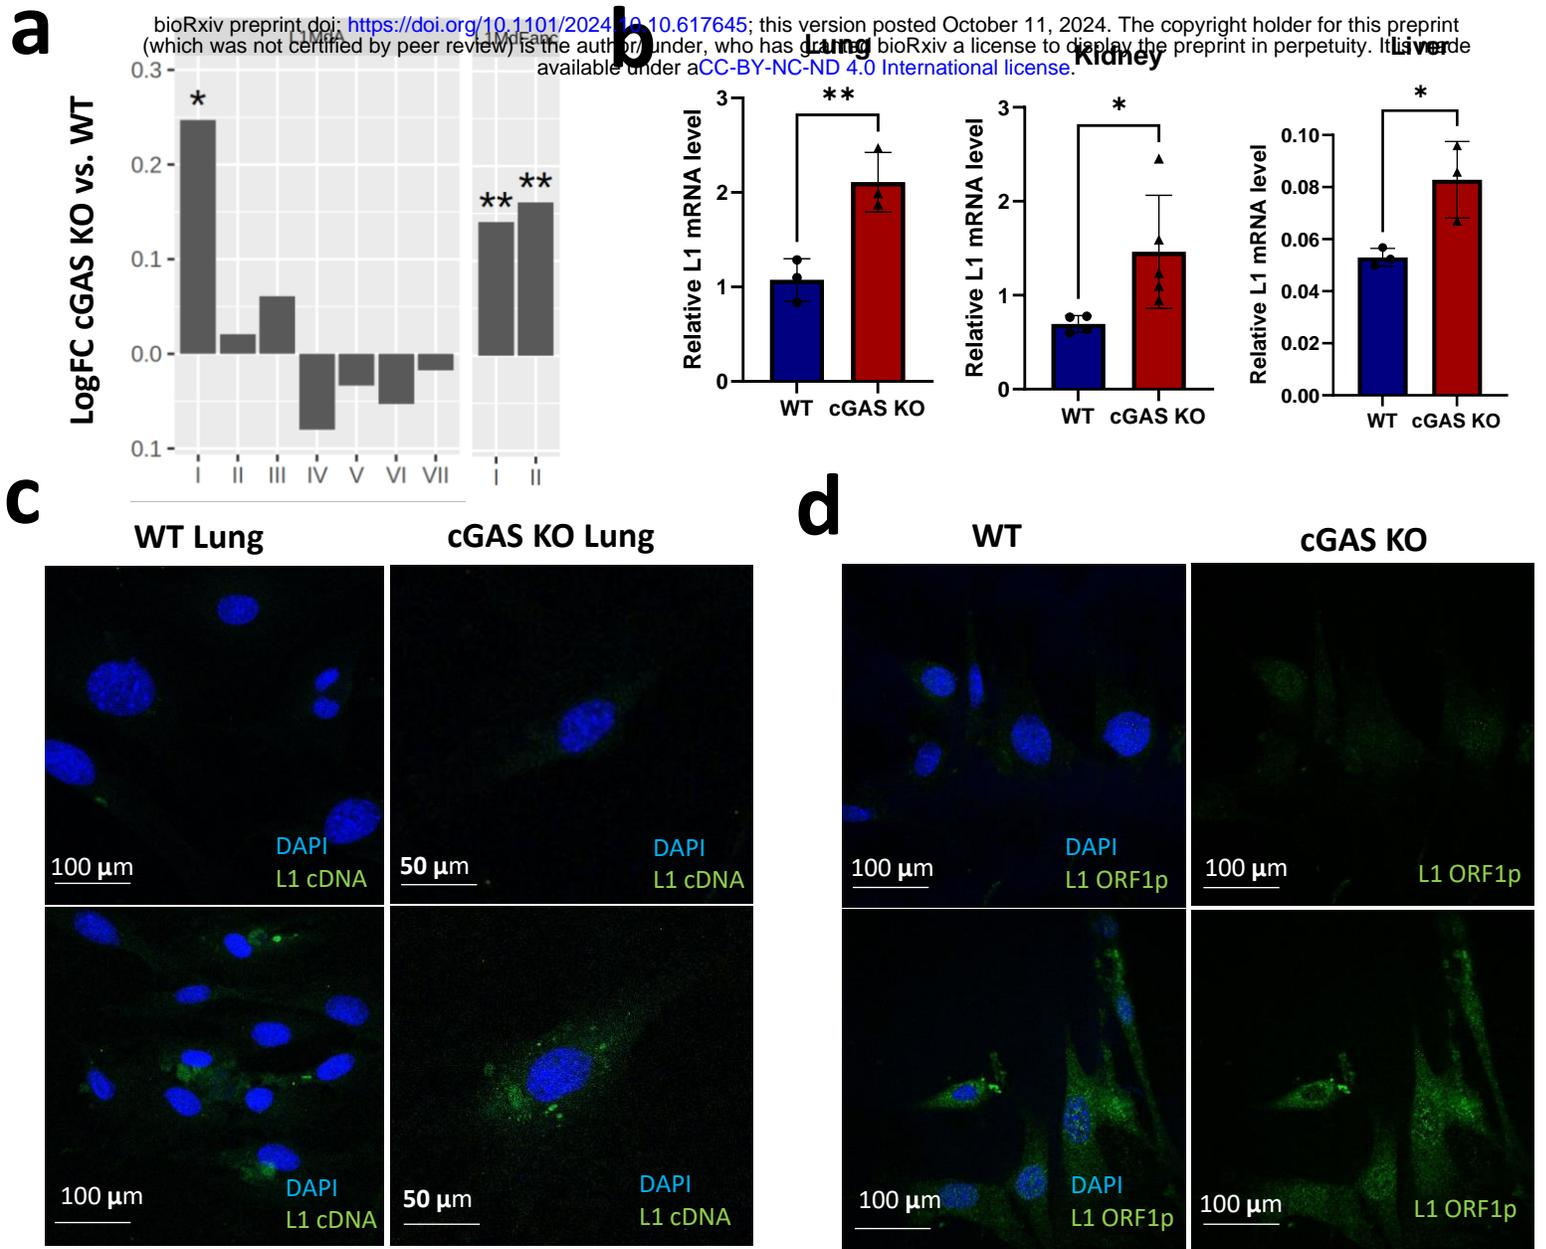 bioRxiv preprint doi: https://doi.org/10.1101/2024.10.10.617645; this version posted October 11, 2024. The copyright holder for this preprint
(which was not certified by peer review) is the author/funder, who has granted bioRxiv a license to display the preprint in perpetuity. It is made
available under aCC-BY-NC-ND 4.0 International license.
a
L1MdA
L1MdFanc
LogFC cGAS KO vs. WT
0.3
0.2
0.1
0.0
0.1
*
**
**
I II III IV V VI VII
I II
b
Lung
Relative L1 mRNA level
3
2
1
0
**
WT cGAS KO
Kidney
Relative L1 mRNA level
3
2
1
0
*
WT cGAS KO
Liver
Relative L1 mRNA level
0.10
0.08
0.06
0.04
0.02
0.00
*
WT cGAS KO
c
WT Lung
cGAS KO Lung
DAPI
L1 cDNA
100 µm
DAPI
L1 cDNA
50 µm
DAPI
L1 cDNA
100 µm
DAPI
L1 cDNA
50 µm
d
WT
cGAS KO
DAPI
L1 ORF1p
100 µm
L1 ORF1p
100 µm
DAPI
L1 ORF1p
100 µm
L1 ORF1p
100 µm